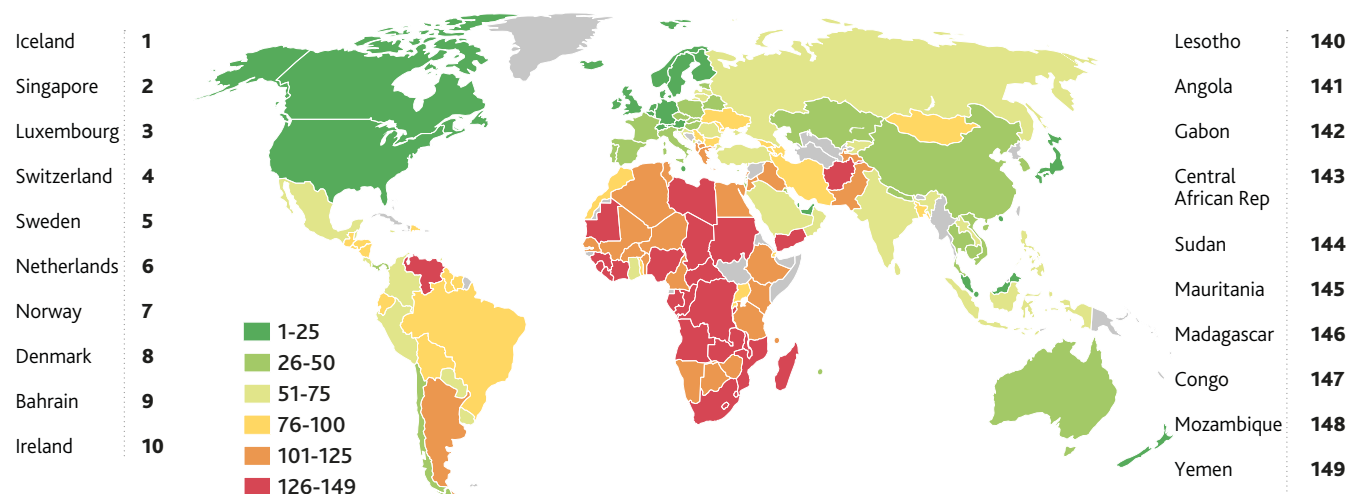 Iceland 1
Singapore 2
Luxembourg 3
Switzerland 4
Sweden 5
Netherlands 6
Norway 7
Denmark 8
Bahrain 9
Ireland 10
1-25
26-50
51-75
76-100
101-125
126-149
Lesotho 140
Angola 141
Gabon 142
Central 143
African Rep
Sudan 144
Mauritania 145
Madagascar 146
Congo 147
Mozambique 148
Yemen 149